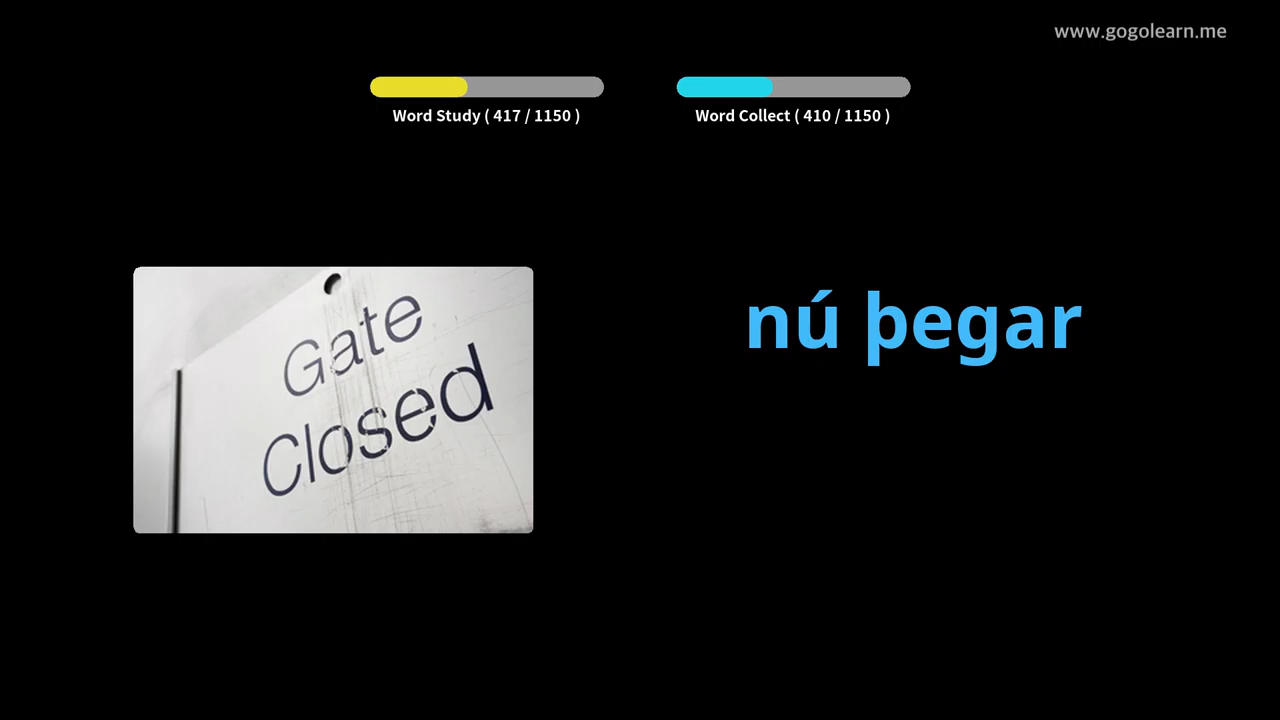 www.gogolearn.me
Word Study ( 417 / 1150 )
Word Collect ( 410 / 1150 )
Gate
Closed
nú þegar